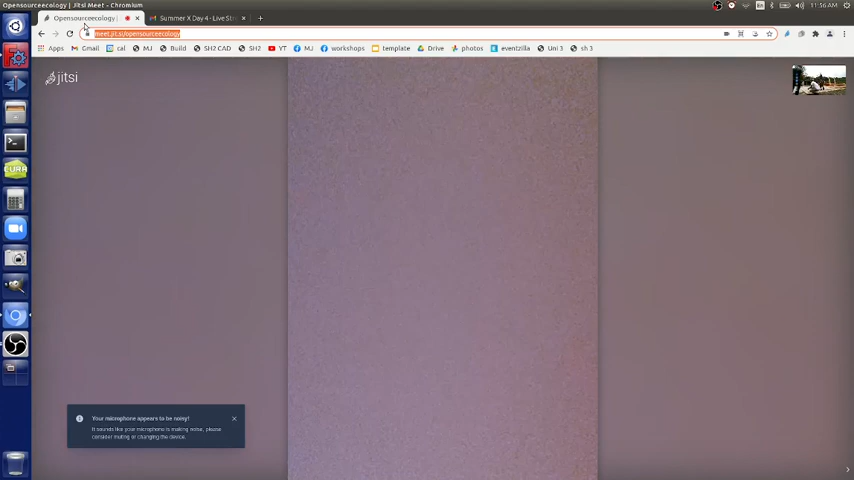 Opensourceecology | Jitsi Meet - Chromium
11:56 AM
Opensourceecology |
Summer X Day 4 - Live St
meet.jit.si/opensourceecology
Apps Gmail cal MJ Build SH2 CAD SH2 YT MJ workshops template Drive photos eventzilla Uni 3 sh 3
jitsi
CURA
Your microphone appears to be noisy!
It sounds like your microphone is making noise, please
consider muting or changing the device.